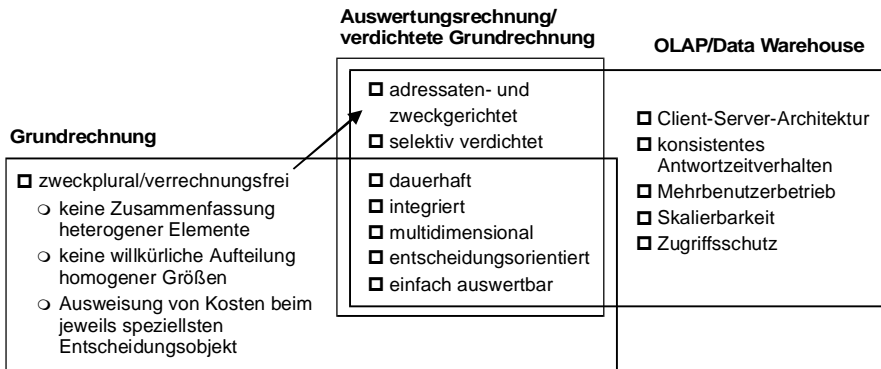 Auswertungsrechnung/
verdichtete Grundrechnung
OLAP/Data Warehouse
adressaten- und
zweckgerichtet
selektiv verdichtet
Client-Server-Architektur
konsistentes
Antwortzeitverhalten
Mehrbenutzerbetrieb
Skalierbarkeit
Zugriffsschutz
Grundrechnung
zweckplural/verrechnungsfrei
keine Zusammenfassung
heterogener Elemente
keine willkürliche Aufteilung
homogener Größen
Ausweisung von Kosten beim
jeweils speziellsten
Entscheidungsobjekt
dauerhaft
integriert
multidimensional
entscheidungsorientiert
einfach auswertbar